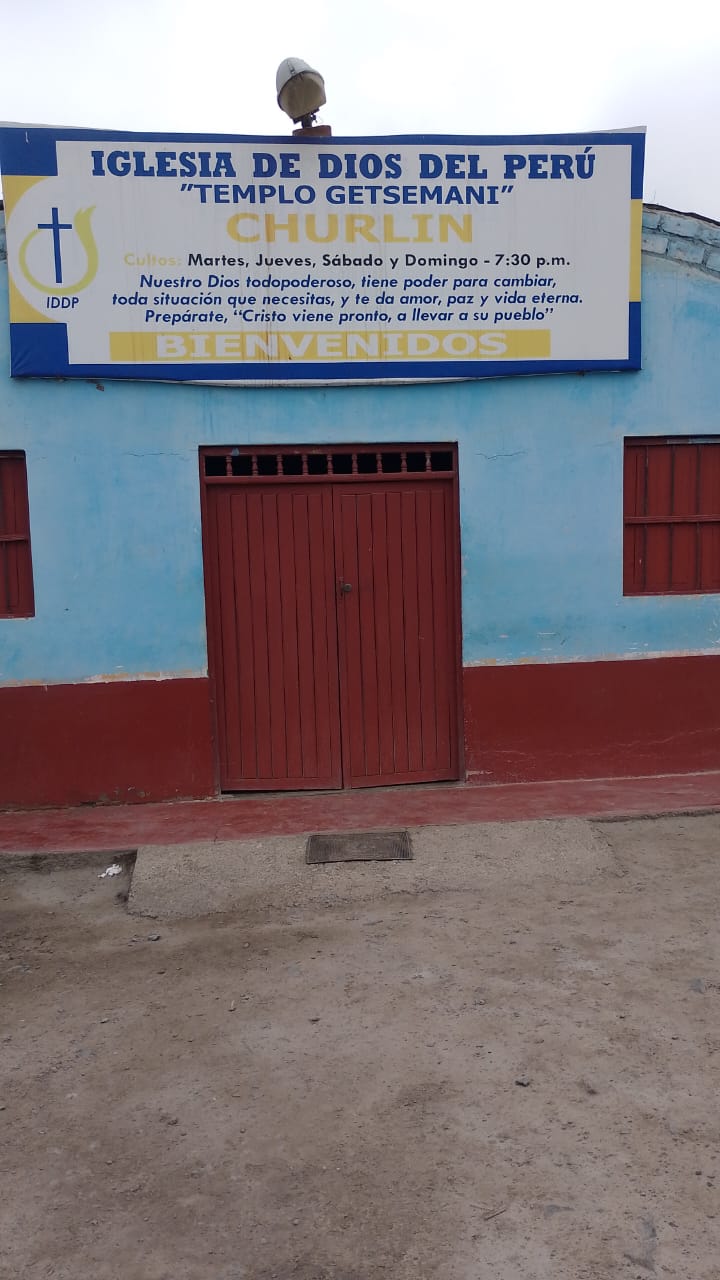 IGLESIA DE DIOS DEL PERÚ
"TEMPLO GETSEMANI"
CHURLIN
Cultos: Martes, Jueves, Sábado y Domingo - 7:30 p.m.
Nuestro Dios todopoderoso, tiene poder para cambiar,
toda situación que necesitas, y te da amor, paz y vida eterna.
Prepárate, "Cristo viene pronto, a llevar a su pueblo"
BIENVENIDOS
IDDP